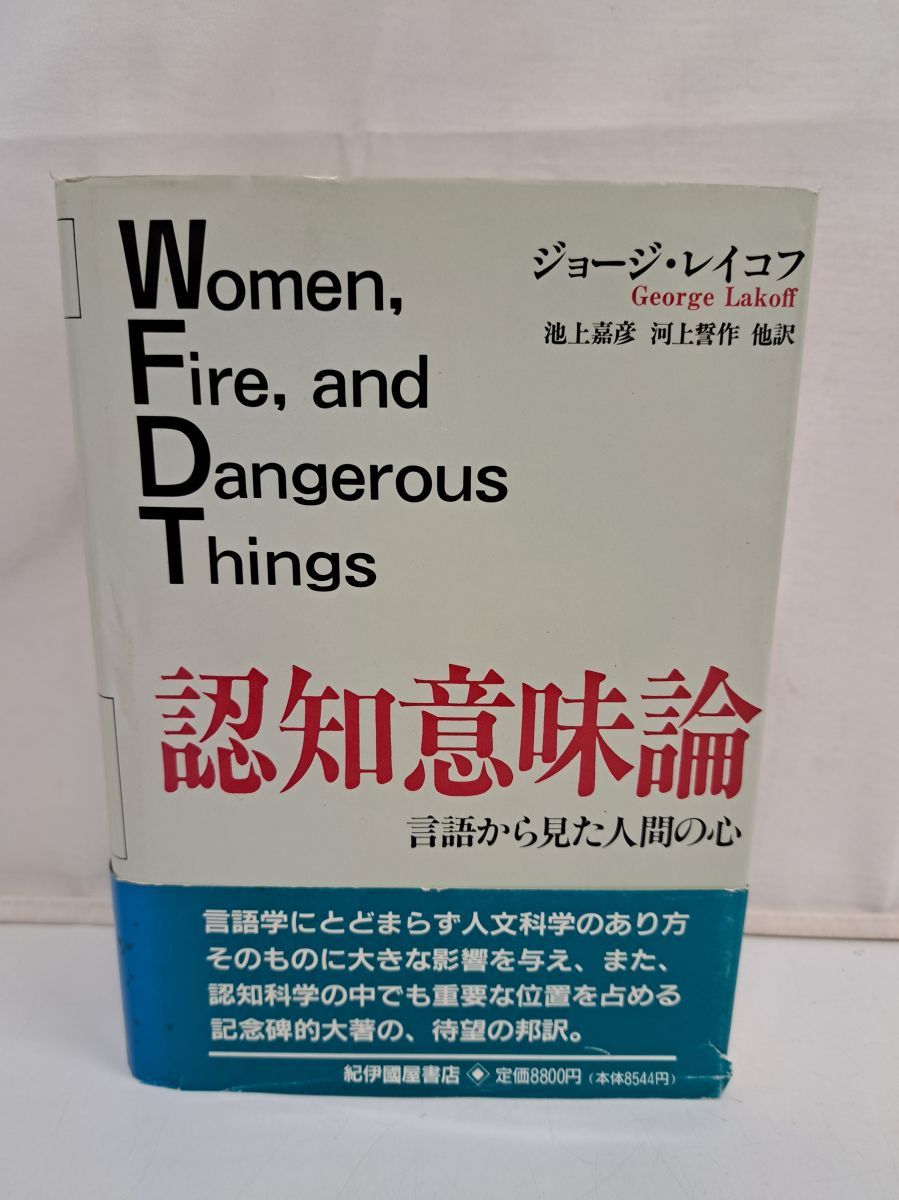 Women,
Fire, and
Dangerous
Things
ジョージ・レイコフ
George Lakoff
池上嘉彦 河上誓作 他訳
認知意味論
言語から見た人間の心
言語学にとどまらず人文科学のあり方
そのものに大きな影響を与え、また、
認知科学の中でも重要な位置を占める
記念碑的大著の、待望の邦訳。
紀伊國屋書店◆定価8800円(本体8544円)